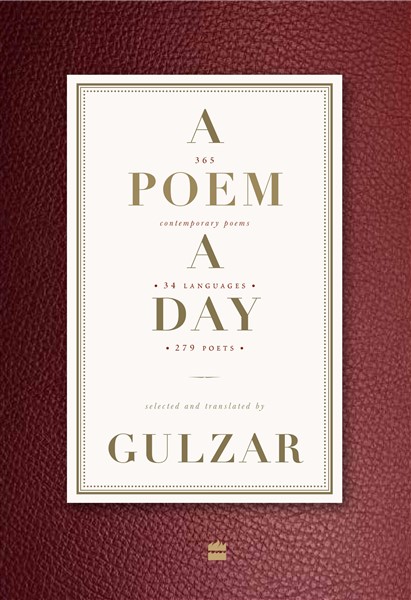 A
365
POEM
contemporary poems
A
• 34 LANGUAGES •
DAY
• 279 POETS •
selected and translated by
GULZAR